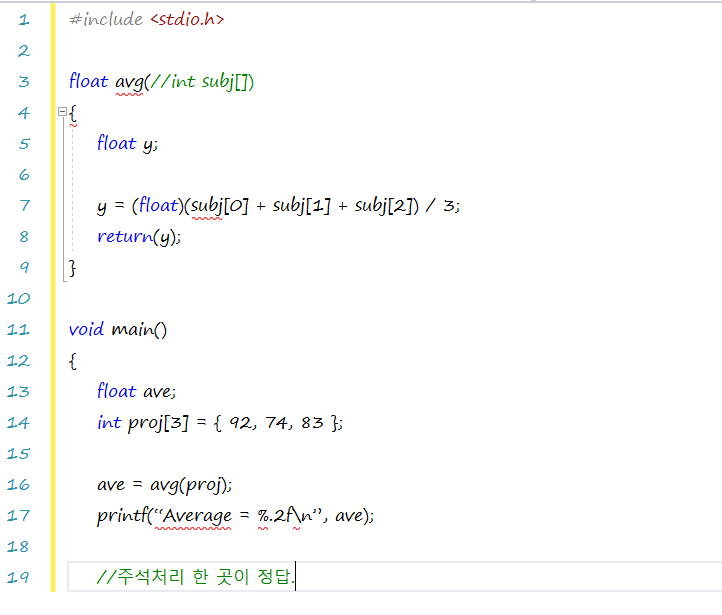 1 #include <stdio.h>
2
3 float avg(//int subj[])
4 {
5 float y;
6
7 y = (float)(subj[0] + subj[1] + subj[2]) / 3;
8 return(y);
9 }
10
11 void main()
12 {
13 float ave;
14 int proj[3] = { 92, 74, 83 };
15
16 ave = avg(proj);
17 printf(“Average = %.2f\n”, ave);
18
19 //주석처리 한 곳이 정답.